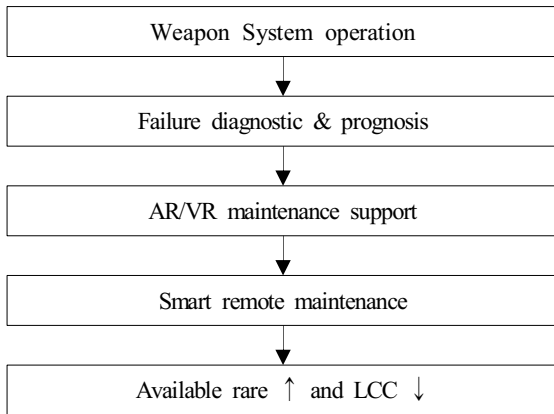 Weapon System operation
Failure diagnostic & prognosis
AR/VR maintenance support
Smart remote maintenance
Available rare ↑ and LCC ↓